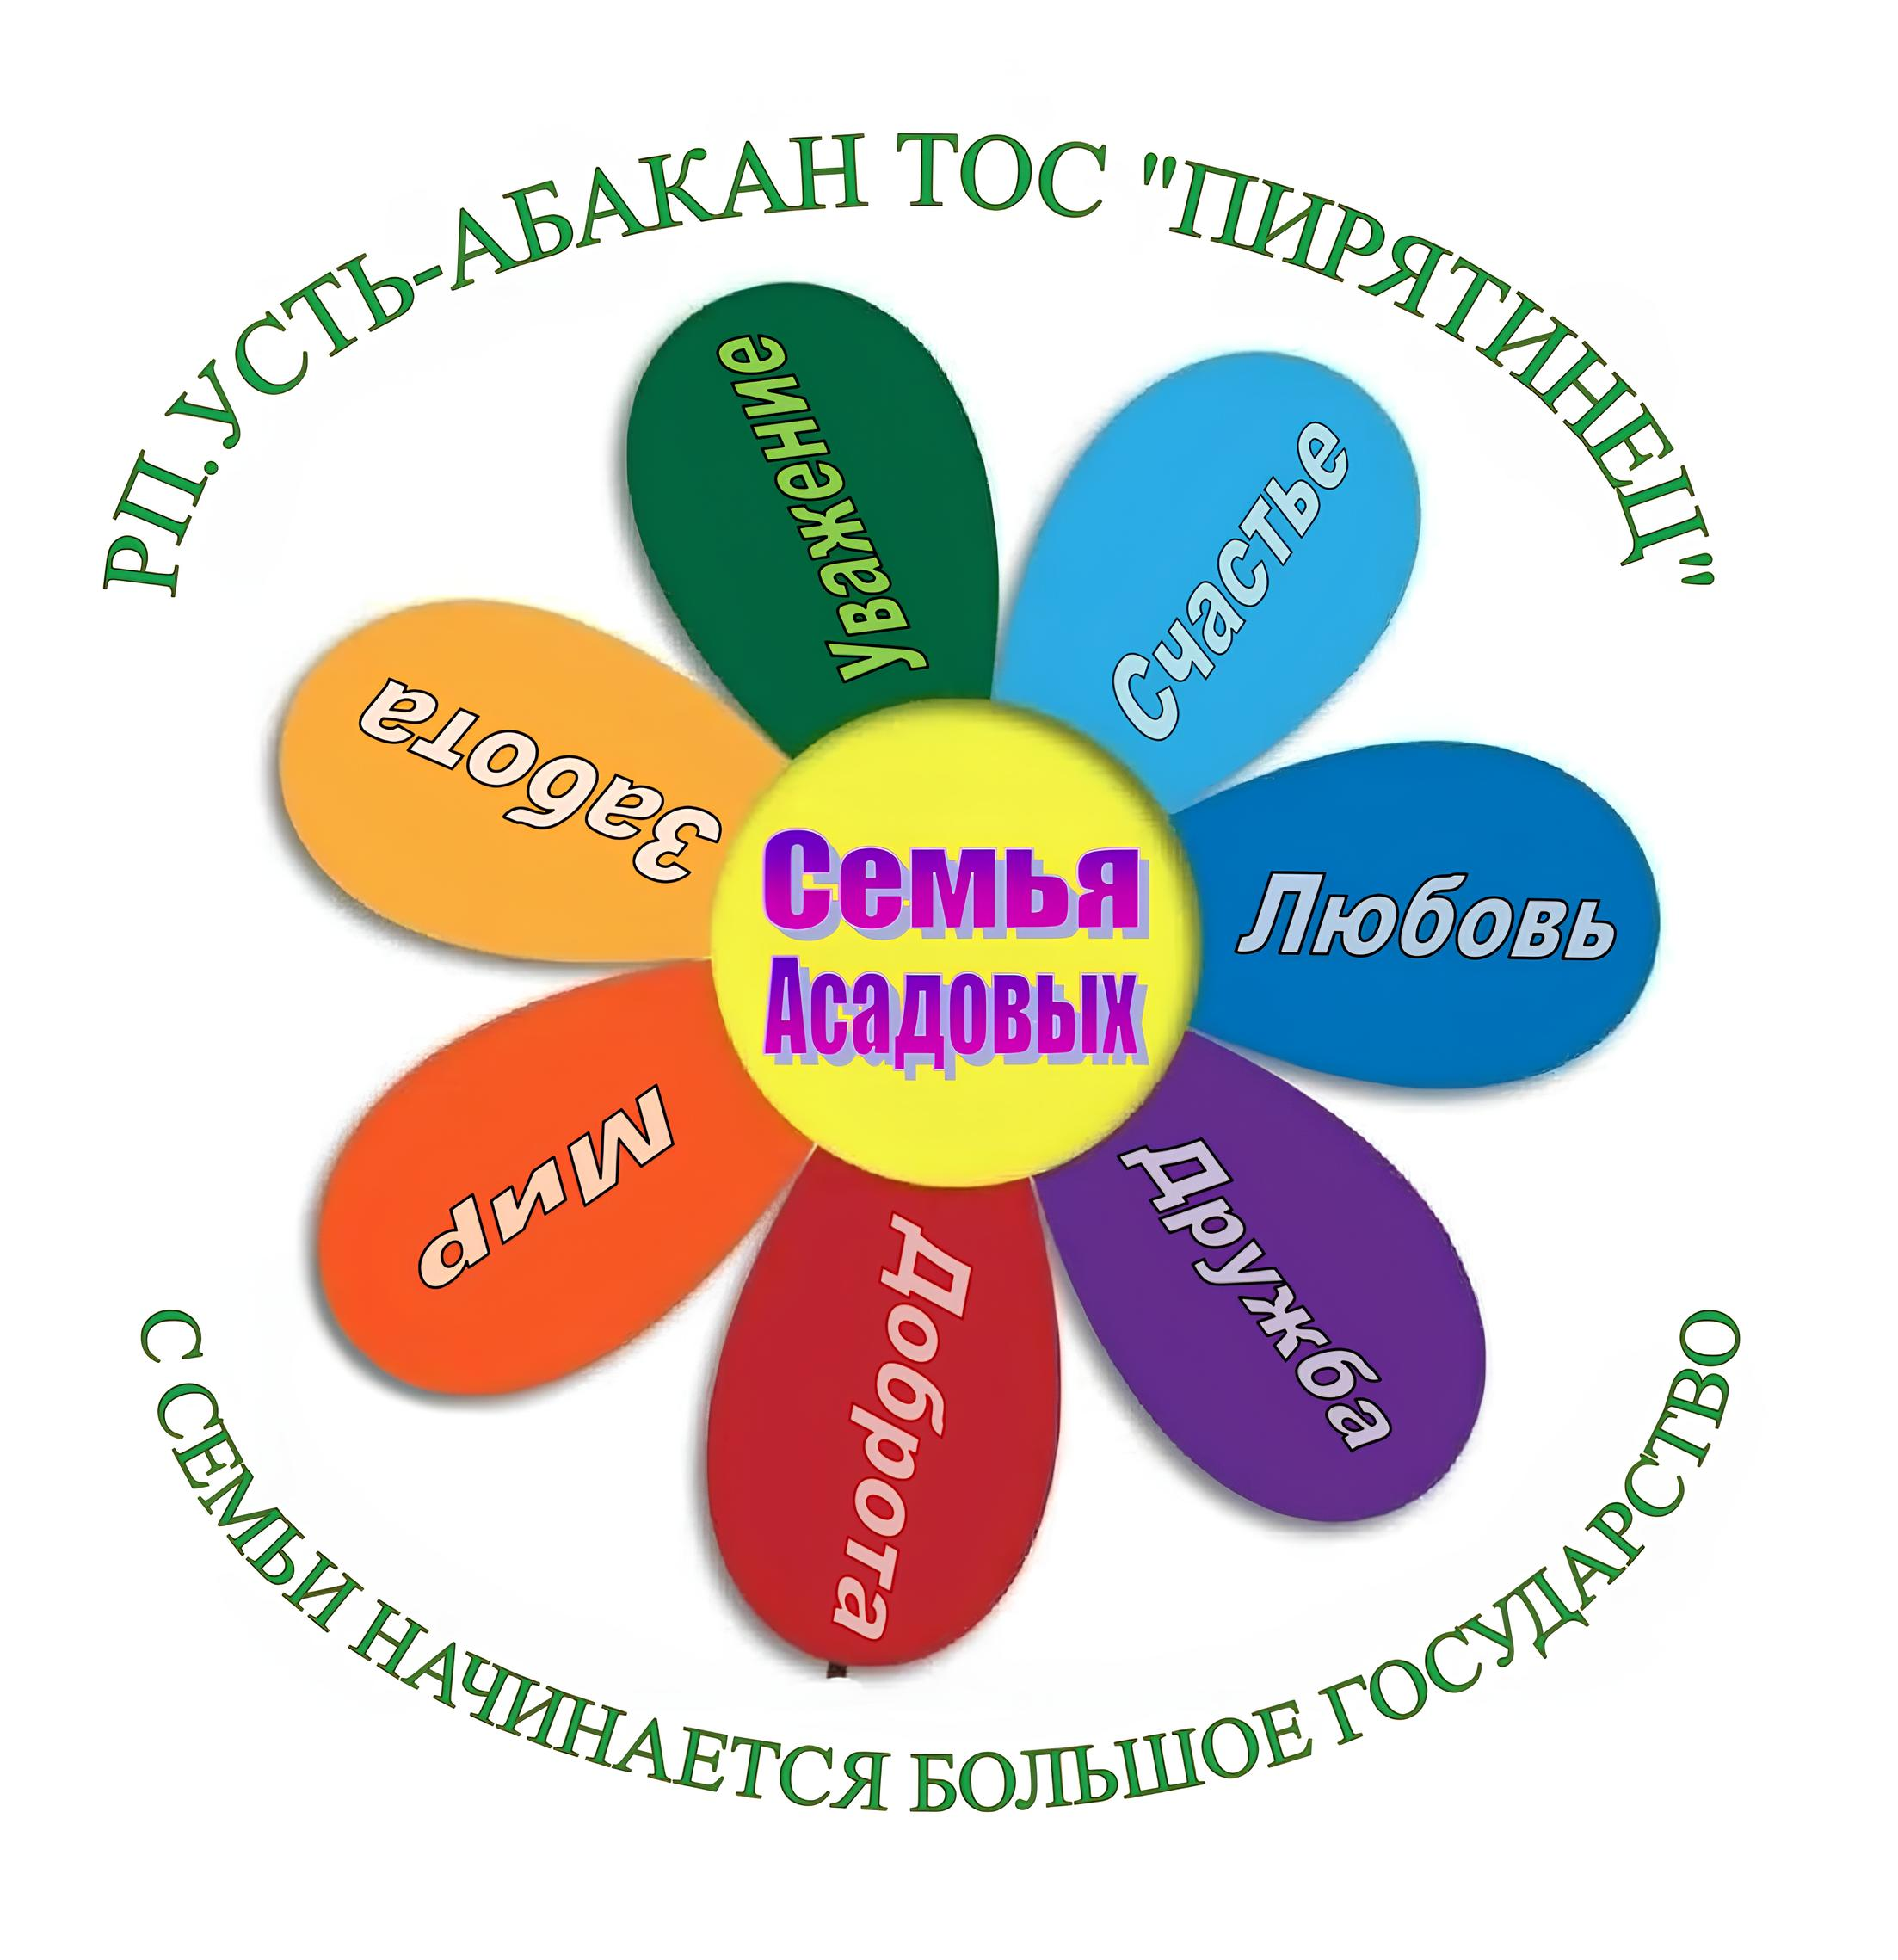 РП.УСТЬ-АБАКАН ТОС "ПИРЯТИНЕЦ"
уважение
Счастье
Любовь
Дружба
Доброта
Мир
Забота
Семья
Асадовых
С СЕМЬИ НАЧИНАЕТСЯ БОЛЬШОЕ ГОСУДАРСТВО